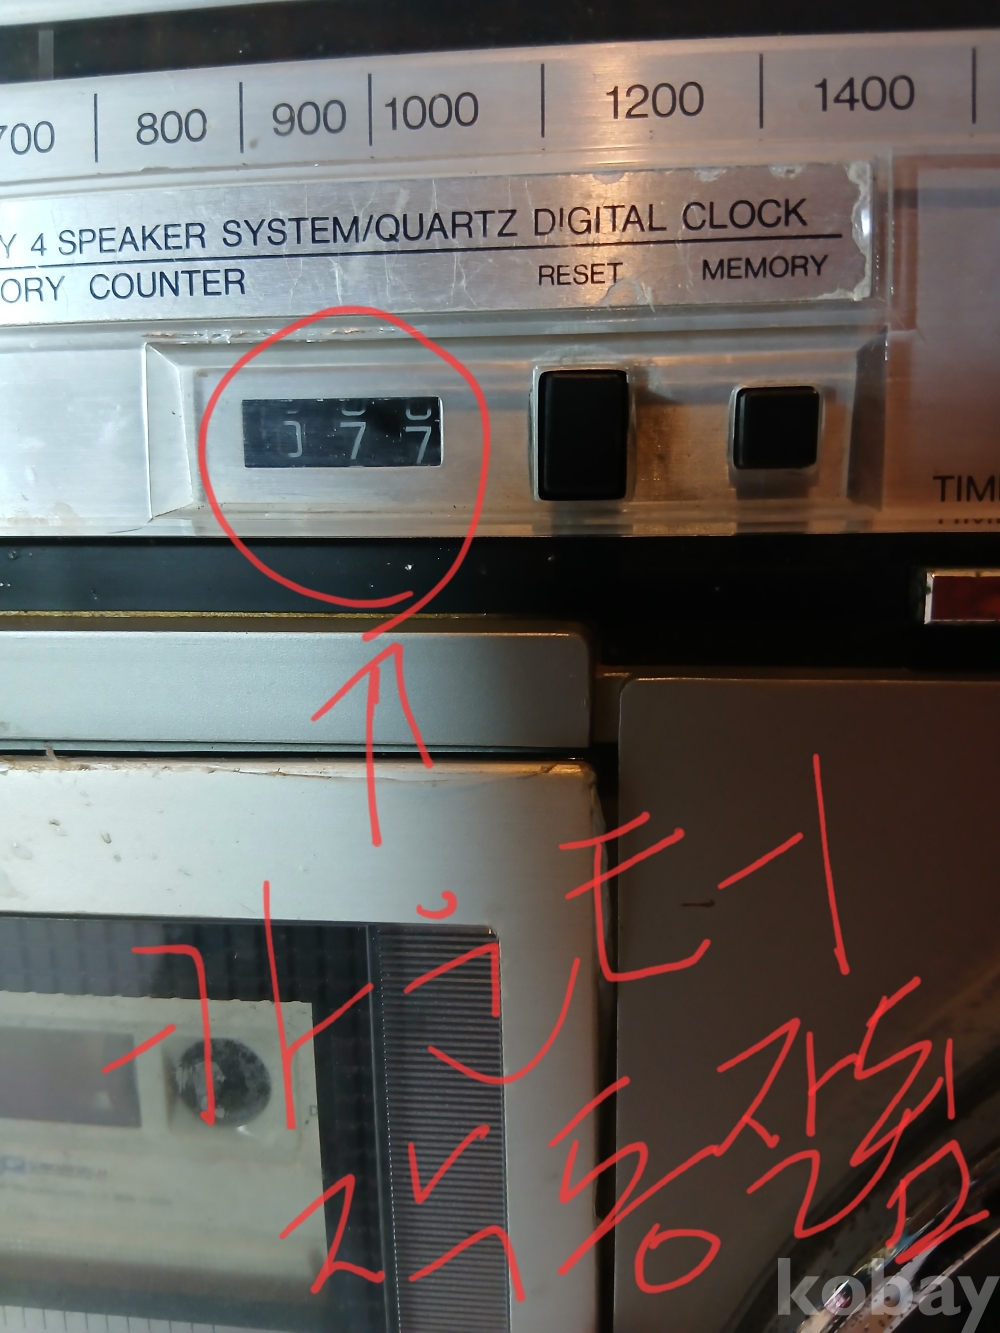 700 800 900 1000 1200 1400
Y 4 SPEAKER SYSTEM/QUARTZ DIGITAL CLOCK
ORY COUNTER RESET MEMORY
077
TIM
카운터
작동잘됨
kobay